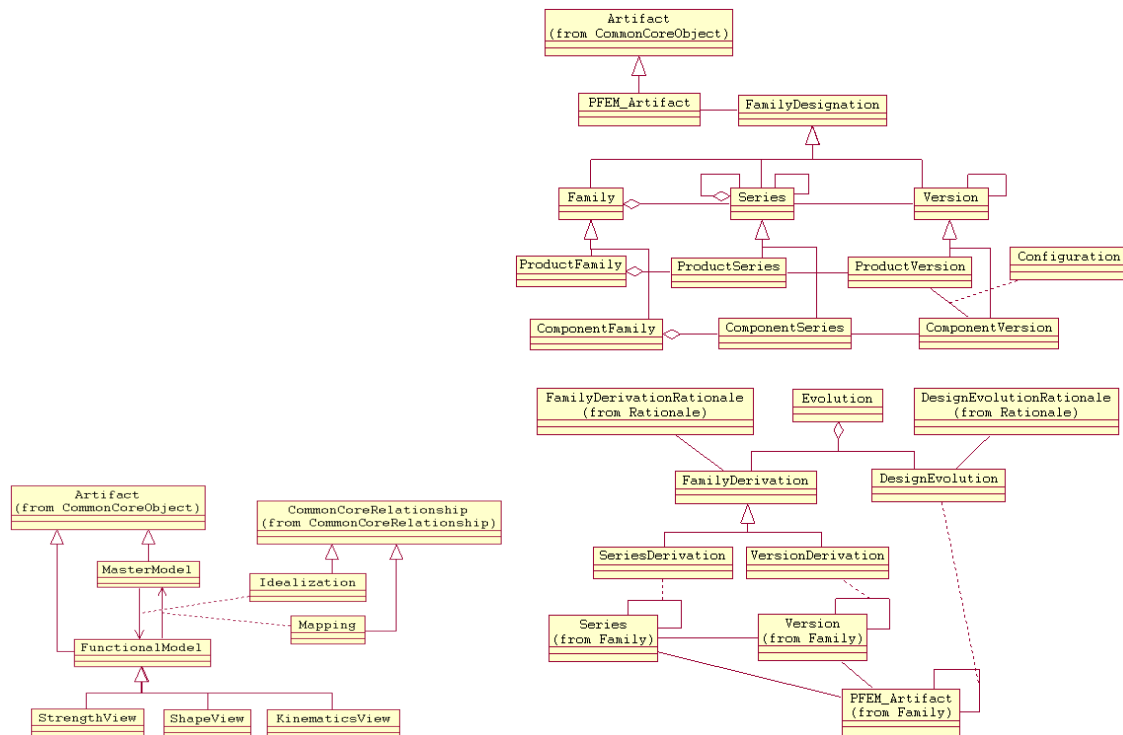 Artifact
(from CommonCoreObject)
PFEM_Artifact
FamilyDesignation
Family
Series
Version
ProductFamily
ProductSeries
ProductVersion
Configuration
ComponentFamily
ComponentSeries
ComponentVersion
FamilyDerivationRationale
(from Rationale)
Evolution
DesignEvolutionRationale
(from Rationale)
FamilyDerivation
DesignEvolution
SeriesDerivation
VersionDerivation
Series
(from Family)
Version
(from Family)
PFEM_Artifact
(from Family)
Artifact
(from CommonCoreObject)
CommonCoreRelationship
(from CommonCoreRelationship)
MasterModel
Idealization
Mapping
FunctionalModel
StrengthView
ShapeView
KinematicsView